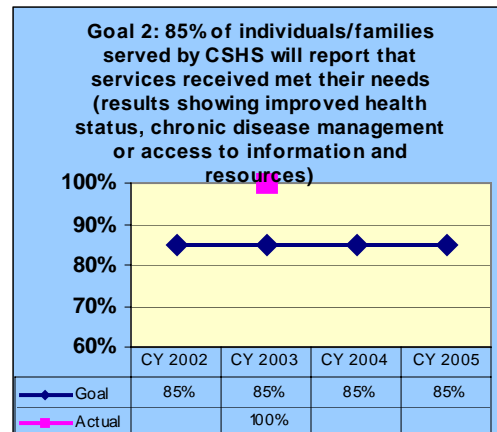 Goal 2: 85% of individuals/families
served by CSHS will report that
services received met their needs
(results showing improved health
status, chronic disease management
or access to information and
resources)
100%
90%
80%
70%
60%
CY 2002 CY 2003 CY 2004 CY 2005
Goal 85% 85% 85% 85%
Actual 100%